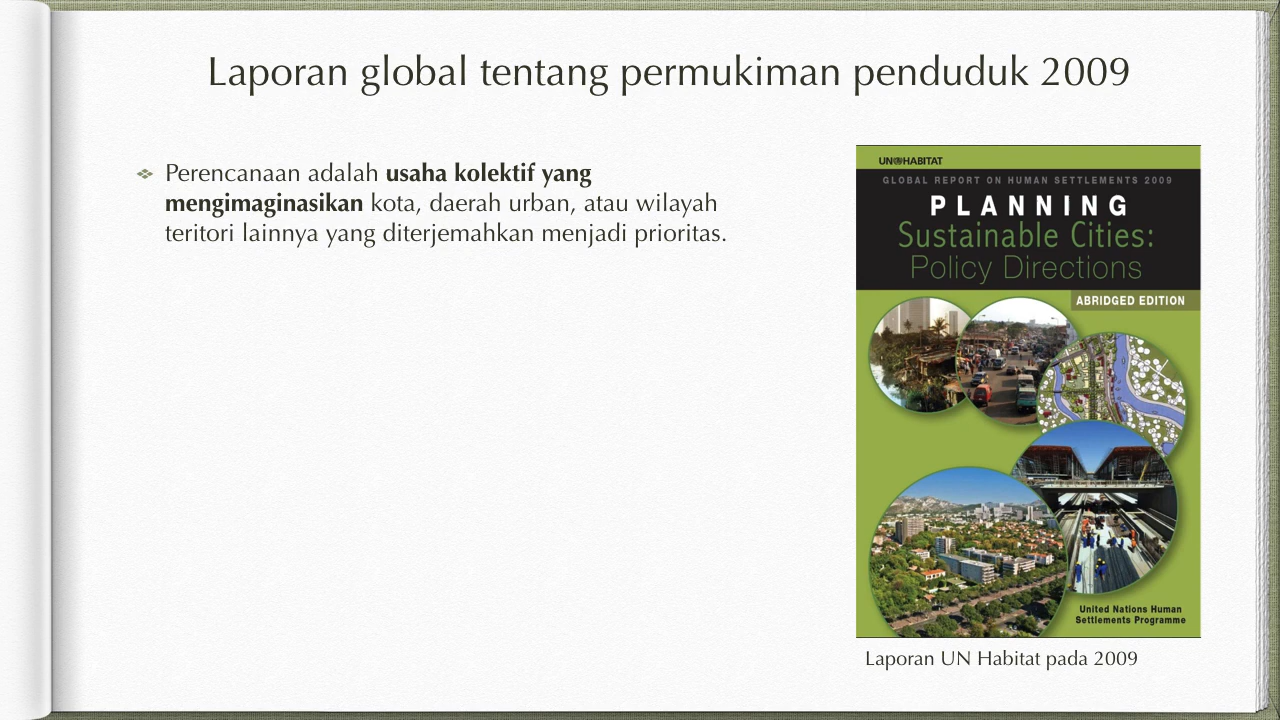 Laporan global tentang permukiman penduduk 2009
Perencanaan adalah usaha kolektif yang
mengimaginasikan kota, daerah urban, atau wilayah
teritori lainnya yang diterjemahkan menjadi prioritas.
UN HABITAT
GLOBAL REPORT ON HUMAN SETTLEMENTS 2009
PLANNING
Sustainable Cities:
Policy Directions
ABRIDGED EDITION
United Nations Human
Settlements Programme
Laporan UN Habitat pada 2009